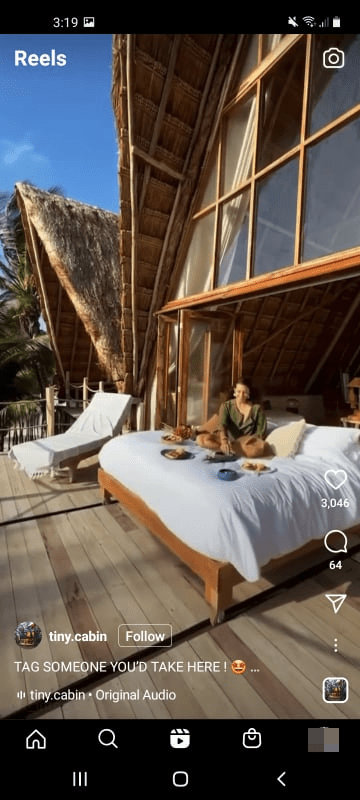 3:19
Reels
3,046
64
tiny.cabin Follow
TAG SOMEONE YOU'D TAKE HERE ! 🤩 ...
tiny.cabin • Original Audio